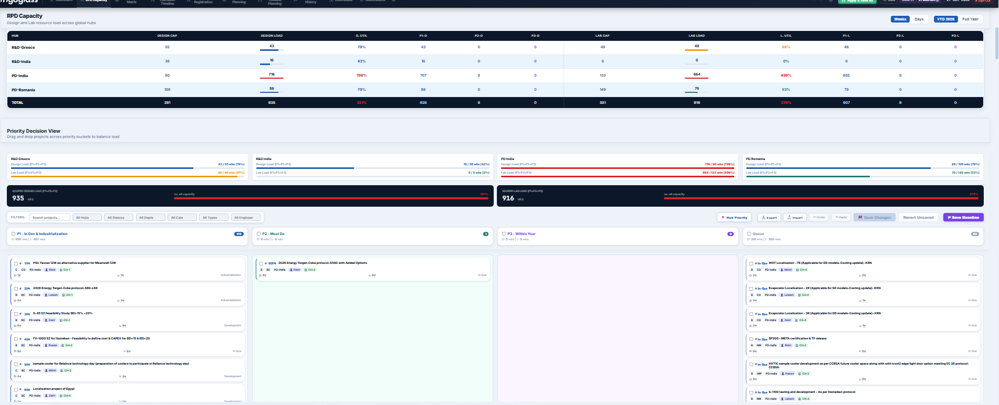 RPD Capacity
Design and Lab resource load across global hubs
Weeks Days YTD 2026 Full Year
HUB DESIGN CAP DESIGN LOAD D. UTIL P1-D P2-D P3-D LAB CAP LAB LOAD L. UTIL P1-L P2-L P3-L
R&D-Greece 55 43 78% 43 0 0 49 48 98% 48 0 0
R&D-India 38 16 42% 16 0 0 0 0 0% 0 0 0
PD-India 90 716 796% 707 9 0 133 664 499% 655 9 0
PD-Romania 109 86 79% 86 0 0 149 79 53% 79 0 0
TOTAL 291 935 321% 926 9 0 331 916 276% 907 9 0
Priority Decision View
Drag and drop projects across priority buckets to balance load
R&D Greece
Design Load (P1+P2+P3) 43 / 55 wks (78%)
Lab Load (P1+P2+P3) 48 / 49 wks (97%)
R&D India
Design Load (P1+P2+P3) 16 / 38 wks (42%)
Lab Load (P1+P2+P3) 0 / 0 wks (0%)
PD India
Design Load (P1+P2+P3) 716 / 90 wks (798%)
Lab Load (P1+P2+P3) 664 / 133 wks (499%)
PD Romania
Design Load (P1+P2+P3) 86 / 109 wks (79%)
Lab Load (P1+P2+P3) 79 / 149 wks (53%)
SCOPED DESIGN LOAD (P1+P2+P3)
935 wks
vs. all capacity 321%
SCOPED LAB LOAD (P1+P2+P3)
916 wks
vs. all capacity 276%
FILTERS: Search projects... All Hubs All Statuss All Depts All Cats All Types All Engineer
Hub Priority Export Import Undo Redo Save Changes Revert Unsaved Save Baseline
P1 - In Dev & Industrialization 172
D: 926 wks | L: 907 wks
P2 - Must Do 1
D: 9 wks | L: 9 wks
P3 - Within Year 0
D: 0 wks | L: 0 wks
Queue 63
D: 310 wks | L: 300 wks
# 1IN PSU Tauras 12W as alternative supplier for Meanwell 12W
C CO PD-India Rishi CH-1
D: 1w L: 1w Industrialization
# 2IN 2026 Energy Target-Coke protocol-S60-L68
B BC PD-India Lokesh CH-1
Industrialization
# 3IN S-45 SZ Feasibility Study EEI>15% ~20%
B BC PD-India Zakir CH-1
Development
# 4IN FV-1000 SZ for Heineken - Feasibility to define cost & CAPEX for EEI<15 & EEI<20
B BC PD-India Pawan CH-2
D: 9w L: 9w In Que
# 5IN sample cooler for Relaince technology day (preparation of coolers to participate in Reliance technology day)
C BC PD-India Nikhil CH-3
Development
# 6IN Localization project of Egypt
C BC PD-India Zakir CH-4
# 60IN 2026 Energy Target-Coke protocol-S500 with Added Options
B BC PD-India Rishi CH-3
D: 9w L: 9w In Que
# In Que WOT Localization - 7R (Applicable for DD models-Cooling update)- KRN
B CO PD-India Nikhil CH-4
In Que
# In Que Evaporator Localization - 2R (Applicable for SD models-Cooling update)- KRN
B CO PD-India Lokesh CH-4
In Que
# In Que Evaporator Localization - 3R (Applicable for DD models-Cooling update)- KRN
B CO PD-India Zakir CH-4
In Que
# In Que SP200 - META certification & TF release
B NM PD-India Rishi CH-2
In Que
# In Que HV71C sample cooler development as per CCBSA future cooler specs along with with icool2 edge light door option meeting EC 26 protocol-
CCBSA
B IMP PD-India Pawan CH-3
In Que
# In Que S-1100 testing and development - As per Heineken protocol
B NM PD-India Lokesh CH-4